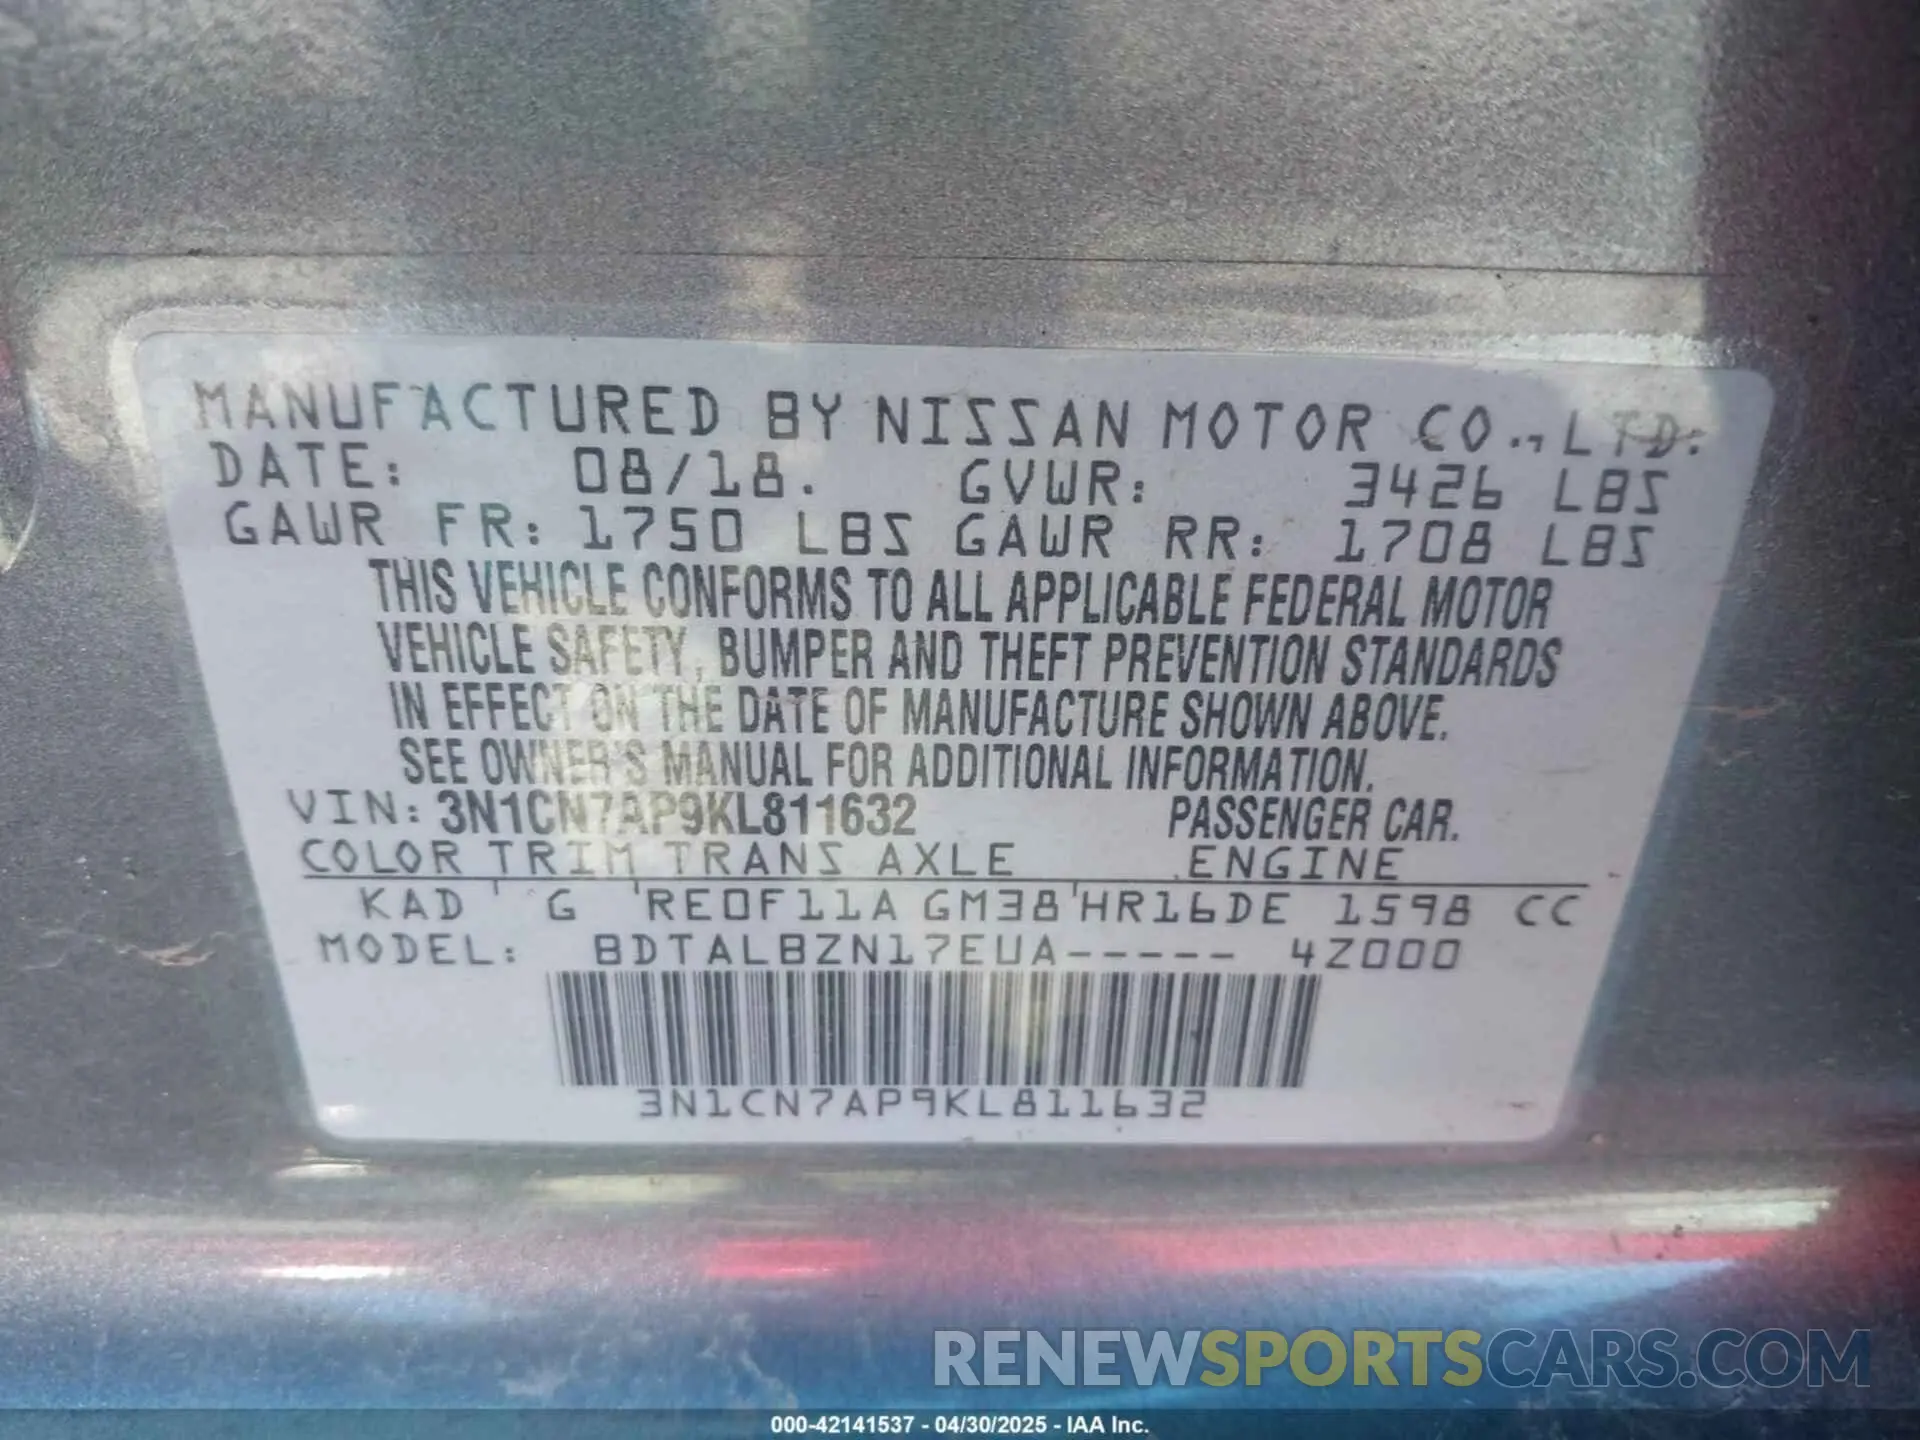 MANUFACTURED BY NISSAN MOTOR CO., LTD.
DATE: 08/18. GVWR: 3426 LBS
GAWR FR: 1750 LBS GAWR RR: 1708 LBS
THIS VEHICLE CONFORMS TO ALL APPLICABLE FEDERAL MOTOR
VEHICLE SAFETY, BUMPER AND THEFT PREVENTION STANDARDS
IN EFFECT ON THE DATE OF MANUFACTURE SHOWN ABOVE.
SEE OWNER'S MANUAL FOR ADDITIONAL INFORMATION.
VIN: 3N1CN7AP9KL811632 PASSENGER CAR.
COLOR TRIM TRANS AXLE ENGINE
KAD ' G 'RE0F11A GM38'HR16DE 1598 CC
MODEL: BDTALBZN17EUA----- 4Z000
3N1CN7AP9KL811632
RENEWSPORTSCARS.COM
000-42141537 - 04/30/2025 - IAA Inc.